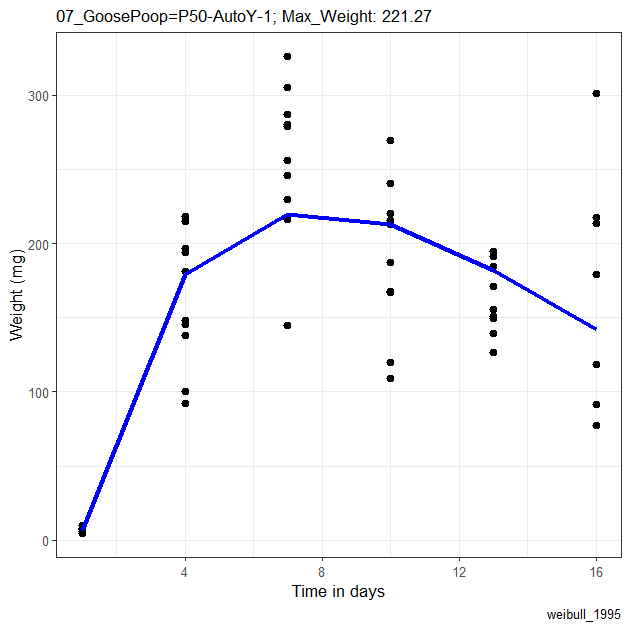 07_GoosePoop=P50-AutoY-1; Max_Weight: 221.27
Weight (mg)
300
200
100
0
4
8
12
16
Time in days
weibull_1995